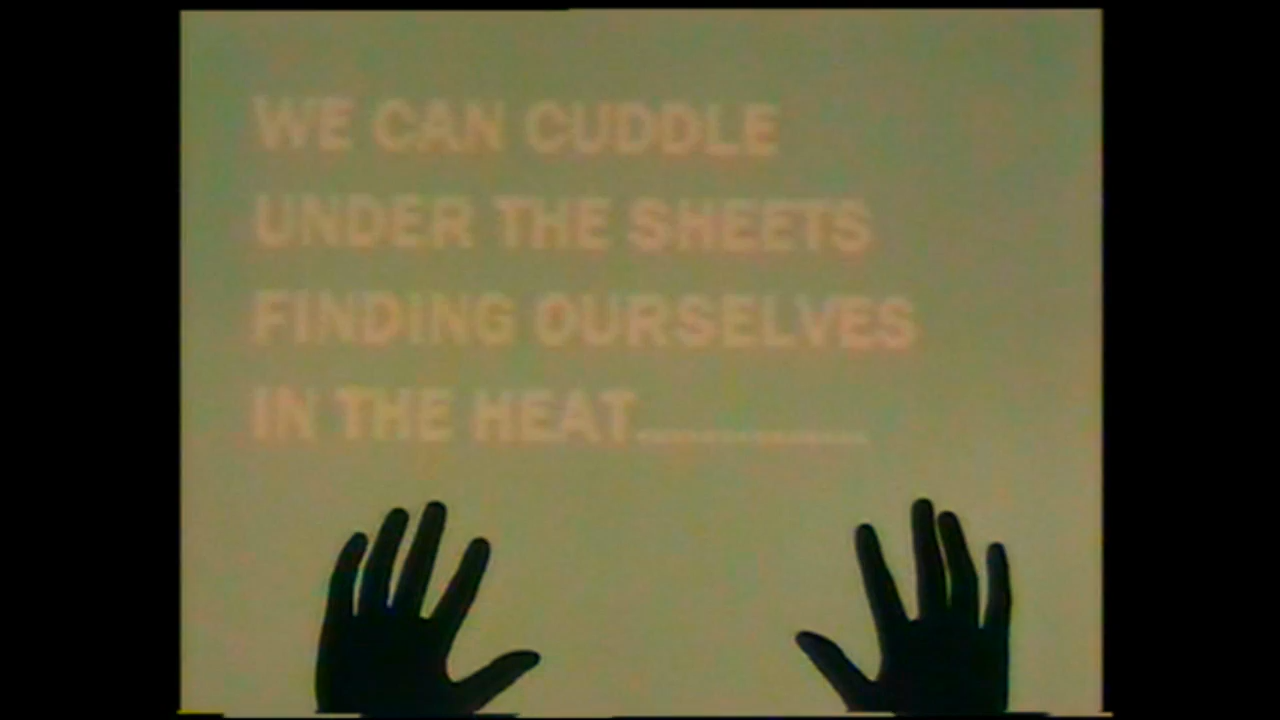 WE CAN CUDDLE
UNDER THE SHEETS
FINDING OURSELVES
IN THE HEAT________